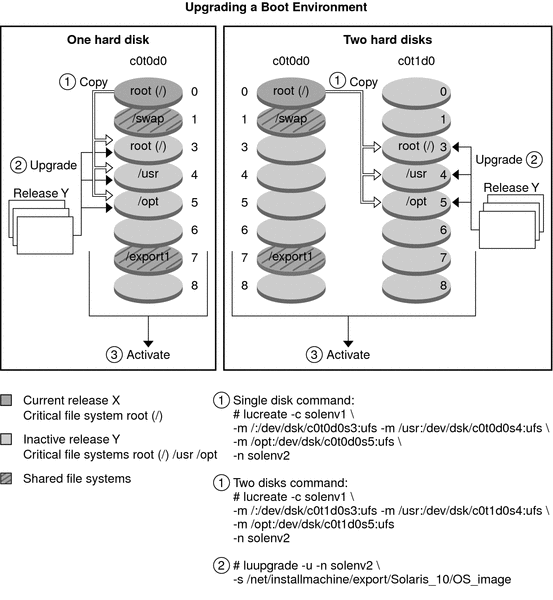 Upgrading a Boot Environment
One hard disk
c0t0d0
1 Copy
root (/) 0
/swap 1
root (/) 3
2 Upgrade
/usr 4
Release Y
/opt 5
6
/export1 7
8
3 Activate
Two hard disks
c0t0d0
c0t1d0
1 Copy
0 root (/)
1 /swap
3
4
5
6
7 /export1
8
0
1
root (/) 3
Upgrade 2
/usr 4
Release Y
/opt 5
6
7
8
3 Activate
Current release X
Critical file system root (/)
Inactive release Y
Critical file systems root (/) /usr /opt
Shared file systems
1 Single disk command:
# lucreate -c solenv1 \
-m /:/dev/dsk/c0t0d0s3:ufs -m /usr:/dev/dsk/c0t0d0s4:ufs \
-m /opt:/dev/dsk/c0t0d0s5:ufs \
-n solenv2
1 Two disks command:
# lucreate -c solenv1 \
-m /:/dev/dsk/c0t1d0s3:ufs -m /usr:/dev/dsk/c0t1d0s4:ufs \
-m /opt:/dev/dsk/c0t1d0s5:ufs
-n solenv2
2 # luupgrade -u -n solenv2 \
-s /net/installmachine/export/Solaris_10/OS_image